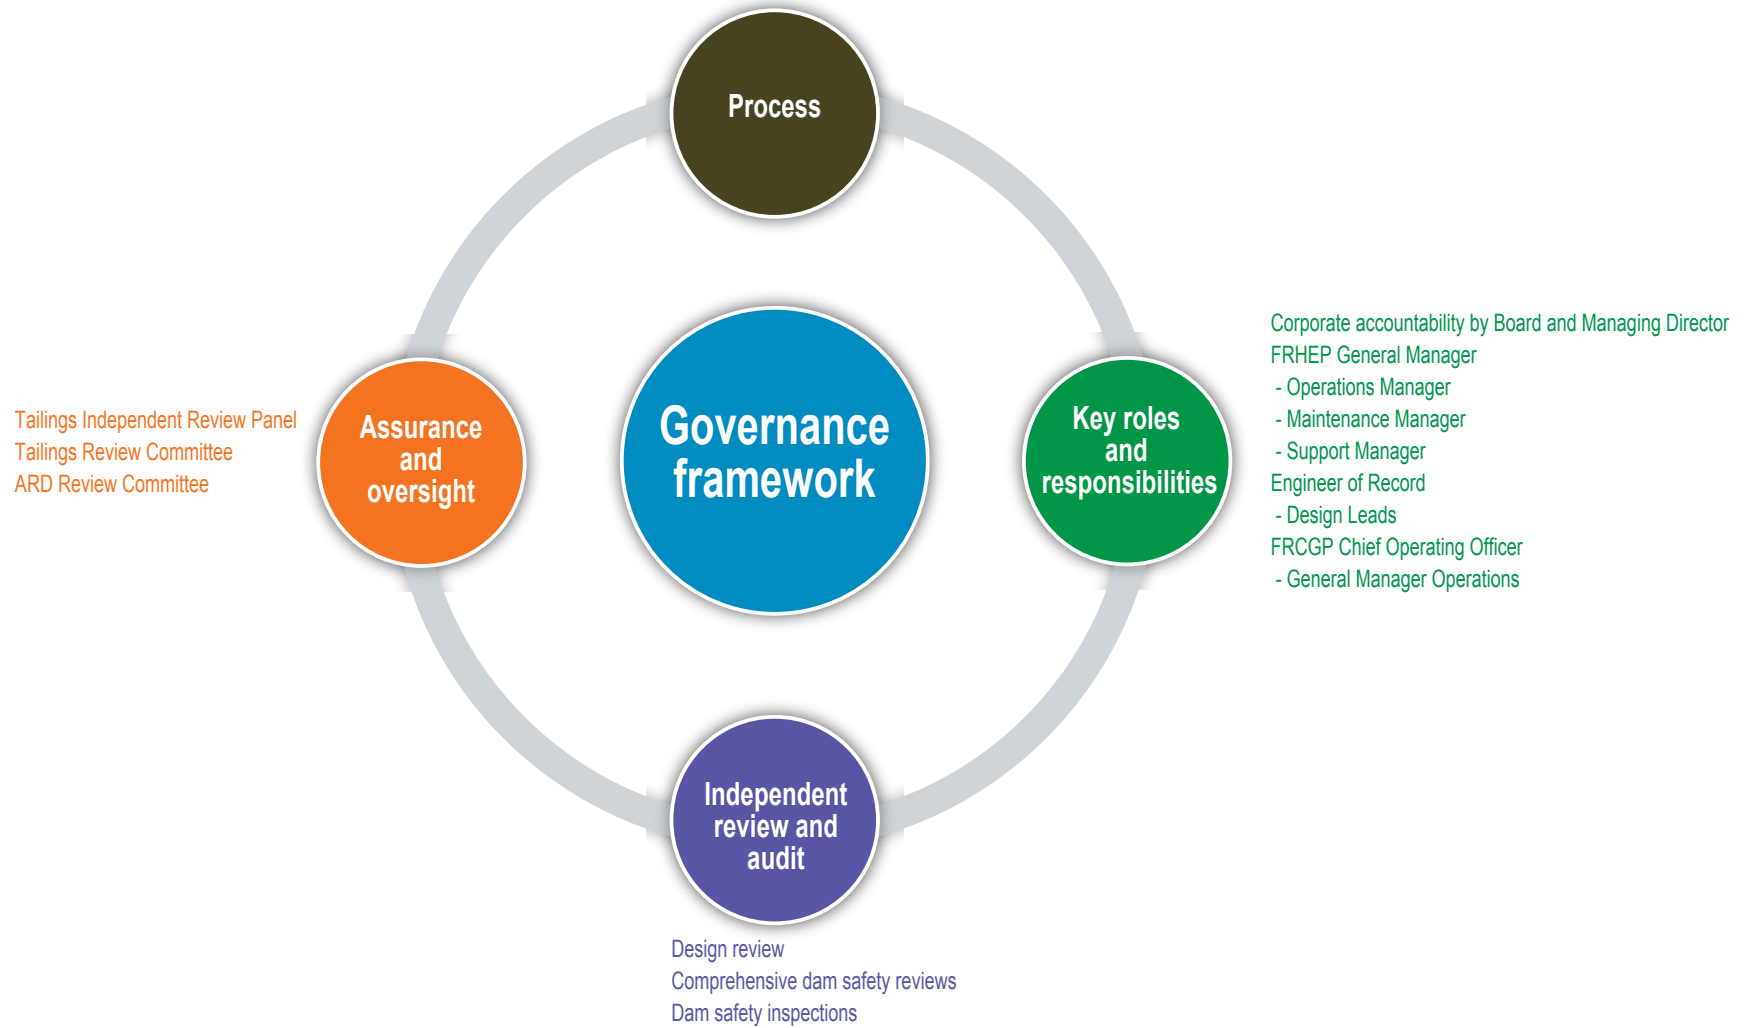 Process
Governance
framework
Assurance
and
oversight
Tailings Independent Review Panel
Tailings Review Committee
ARD Review Committee
Key roles
and
responsibilities
Corporate accountability by Board and Managing Director
FRHEP General Manager
- Operations Manager
- Maintenance Manager
- Support Manager
Engineer of Record
- Design Leads
FRCGP Chief Operating Officer
- General Manager Operations
Independent
review and
audit
Design review
Comprehensive dam safety reviews
Dam safety inspections